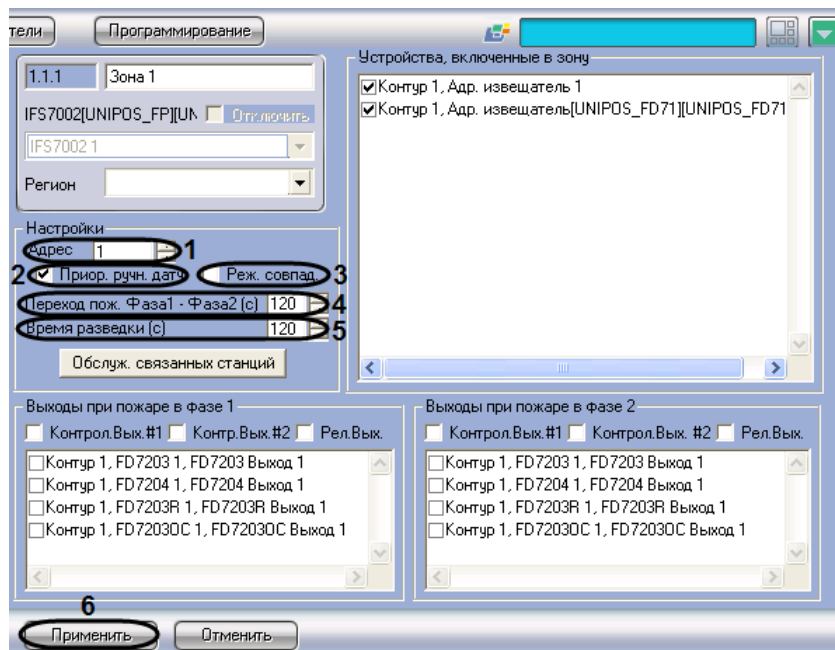 тели Программирование
1.1.1 Зона 1
IFS7002[UNIPOS_FP][UN Отключить
IFS7002 1
Регион
Устройства, включенные в зону
Контур 1, Адр. извещатель 1
Контур 1, Адр. извещатель[UNIPOS_FD71][UNIPOS_FD71
Настройки
Адрес 1 1
2 Приор. ручн. датч Реж. совпад. 3
Переход пож. Фаза1 - Фаза2 (с) 120 4
Время разведки (с) 120 5
Обслуж. связанных станций
Выходы при пожаре в фазе 1
Контрол.Вых.#1 Контр.Вых.#2 Рел.Вых.
Контур 1, FD7203 1, FD7203 Выход 1
Контур 1, FD7204 1, FD7204 Выход 1
Контур 1, FD7203R 1, FD7203R Выход 1
Контур 1, FD7203OC 1, FD7203OC Выход 1
Выходы при пожаре в фазе 2
Контрол.Вых.#1 Контрол.Вых. #2 Рел.Вых.
Контур 1, FD7203 1, FD7203 Выход 1
Контур 1, FD7204 1, FD7204 Выход 1
Контур 1, FD7203R 1, FD7203R Выход 1
Контур 1, FD7203OC 1, FD7203OC Выход 1
6
Применить Отменить